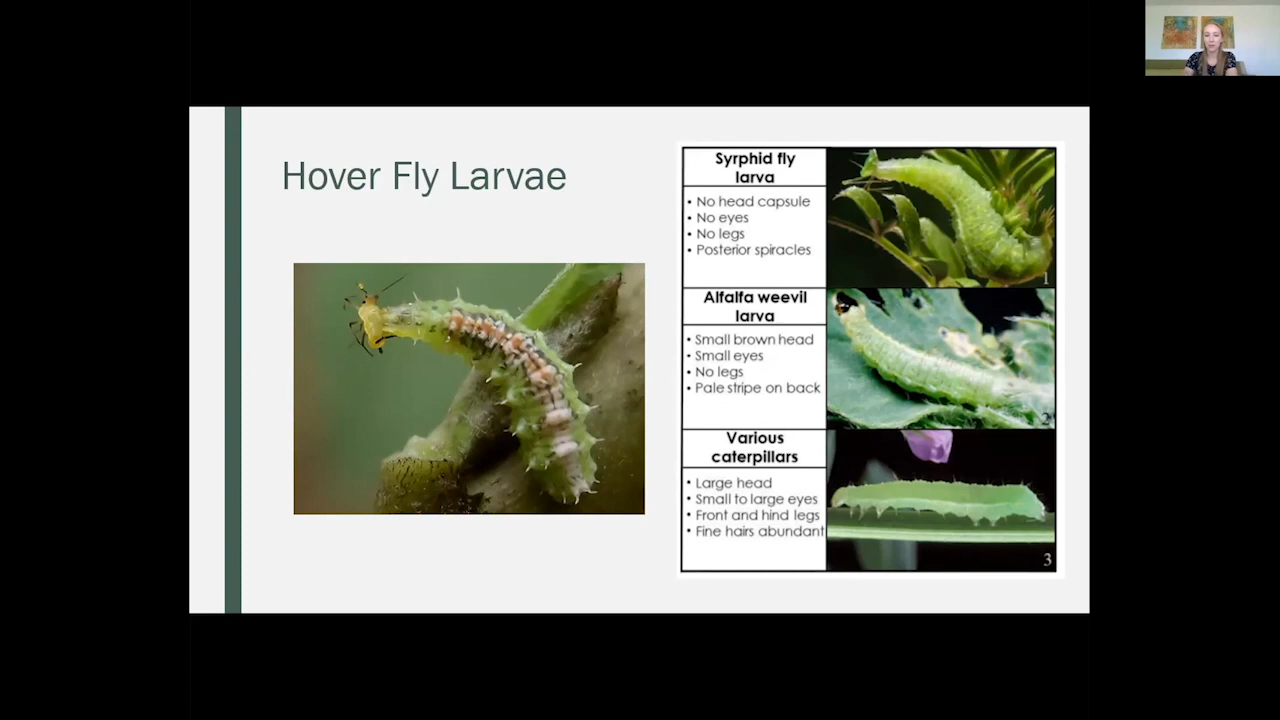 Hover Fly Larvae
Syrphid fly
larva
• No head capsule
• No eyes
• No legs
• Posterior spiracles
1
Alfalfa weevil
larva
• Small brown head
• Small eyes
• No legs
• Pale stripe on back
2
Various
caterpillars
• Large head
• Small to large eyes
• Front and hind legs
• Fine hairs abundant
3